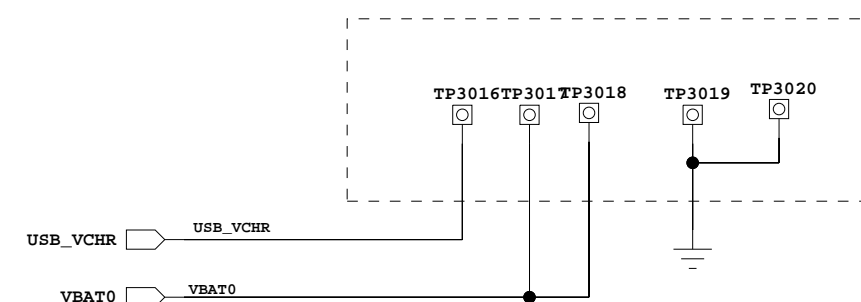 TP3016 TP3017 TP3018 TP3019 TP3020
USB_VCHR USB_VCHR
VBAT0 VBAT0